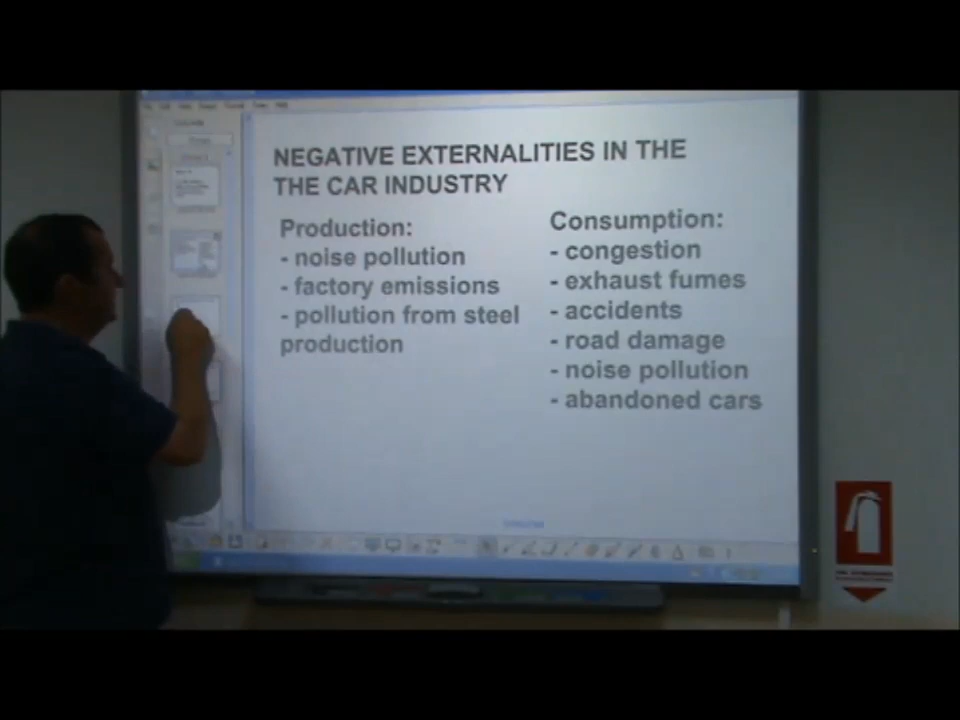 NEGATIVE EXTERNALITIES IN THE
THE CAR INDUSTRY
Production:
- noise pollution
- factory emissions
- pollution from steel
production
Consumption:
- congestion
- exhaust fumes
- accidents
- road damage
- noise pollution
- abandoned cars